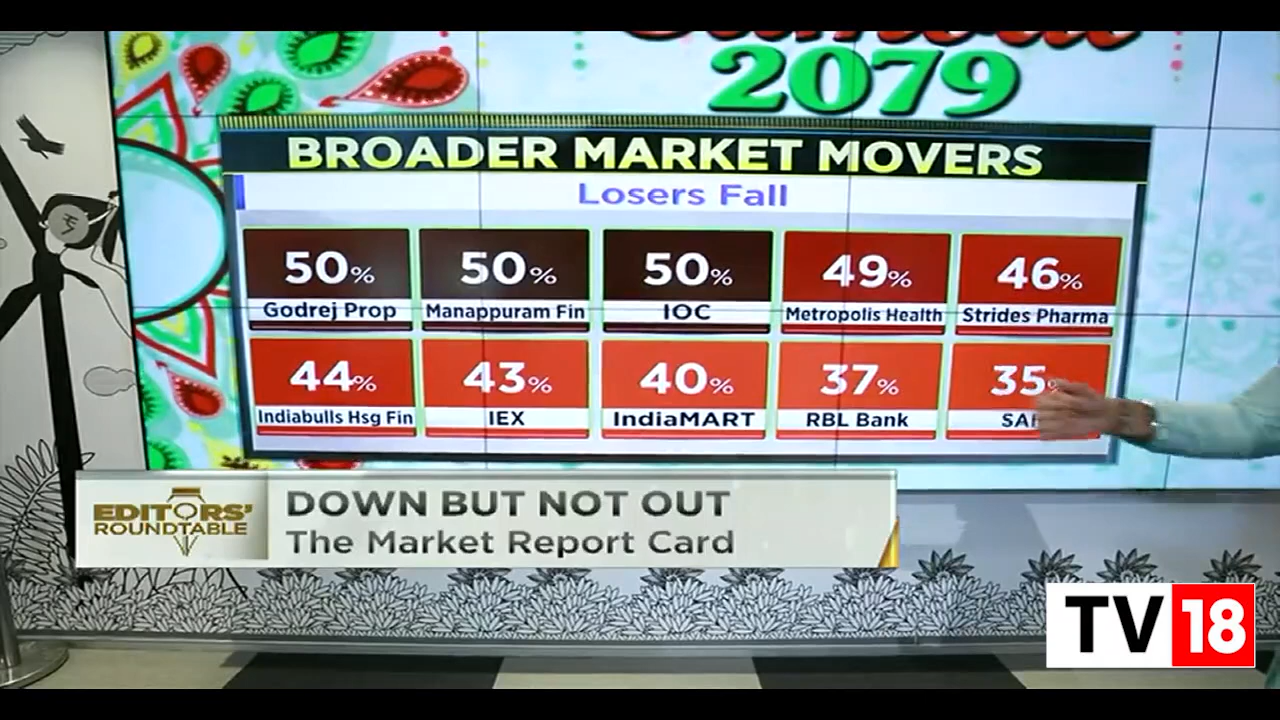 2079
BROADER MARKET MOVERS
Losers Fall
50% 50% 50% 49% 46%
Godrej Prop Manappuram Fin IOC Metropolis Health Strides Pharma
44% 43% 40% 37% 35%
Indiabulls Hsg Fin IEX IndiaMART RBL Bank
EDITORS' ROUNDTABLE
DOWN BUT NOT OUT
The Market Report Card
TV18